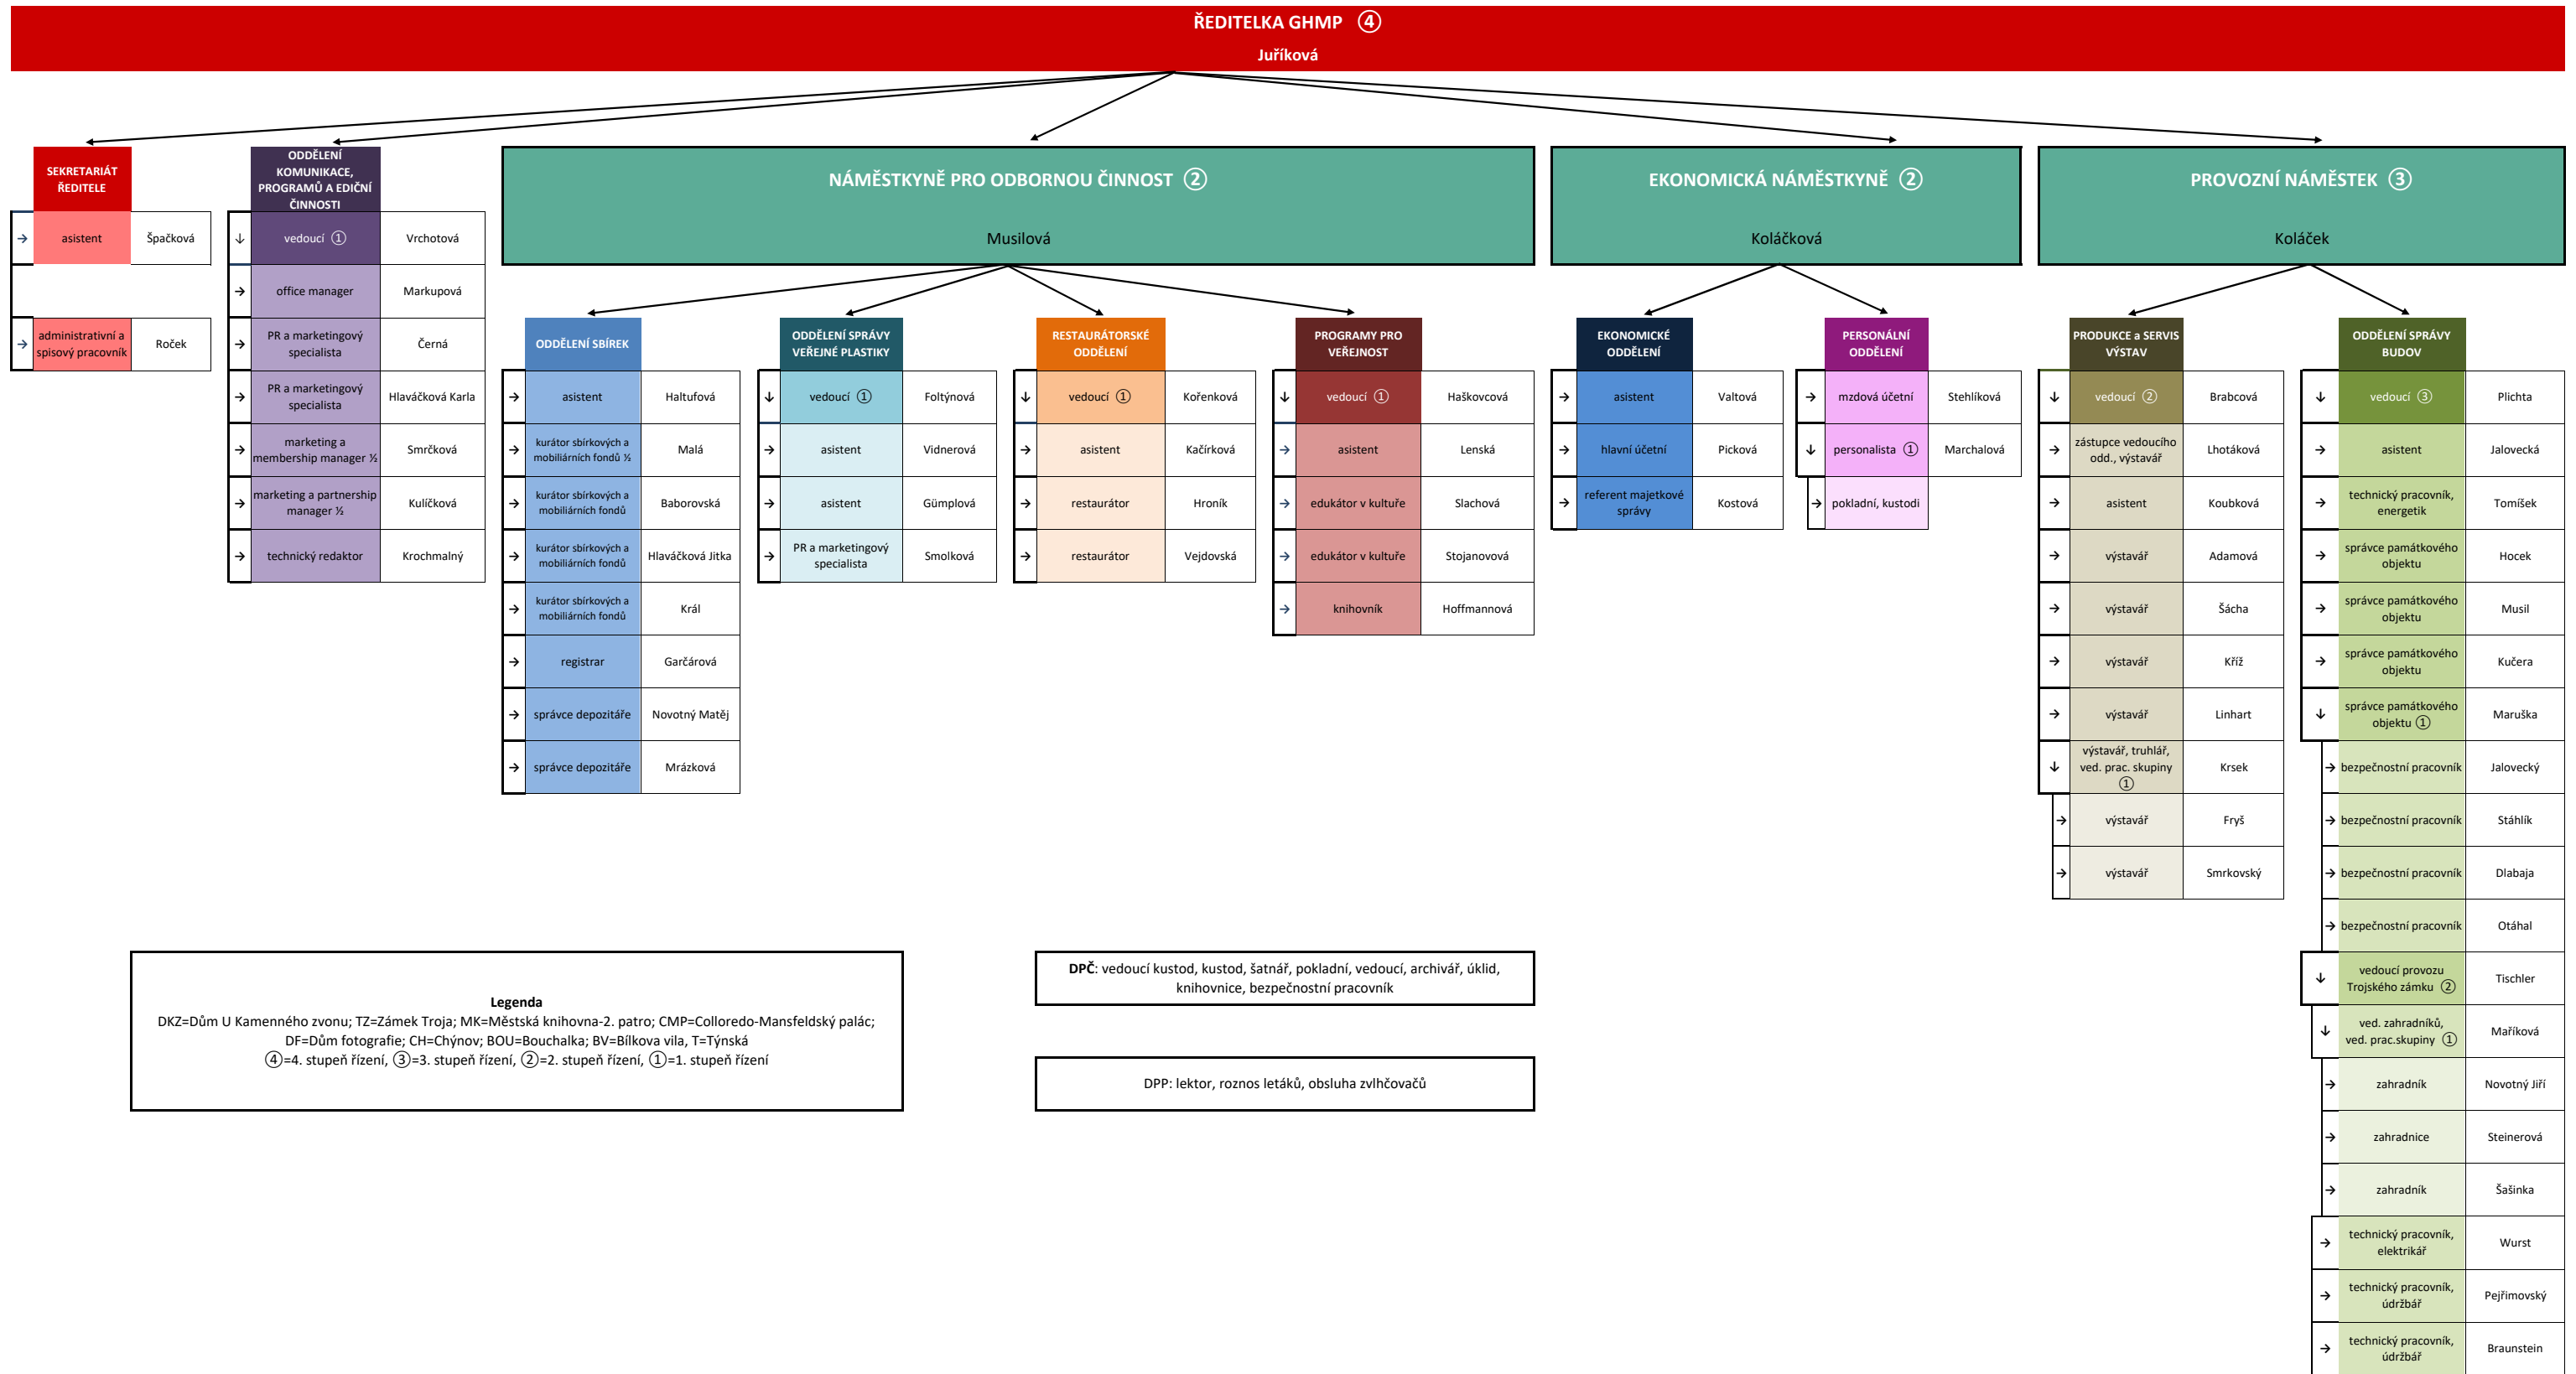 ŘEDITELKA GHMP ④
Juříková
SEKRETARIÁT
ŘEDITELE
asistent
Špačková
administrativní a
spisový pracovník
Roček
ODDĚLENÍ
KOMUNIKACE,
PROGRAMŮ A EDIČNÍ
ČINNOSTI
vedoucí ①
Vrchotová
office manager
Markupová
PR a marketingový
specialista
Černá
PR a marketingový
specialista
Hlaváčková Karla
marketing a
membership manager ½
Smrčková
marketing a partnership
manager ½
Kulíčková
technický redaktor
Krochmalný
NÁMĚSTKYNĚ PRO ODBORNOU ČINNOST ②
Musilová
ODDĚLENÍ SBÍREK
asistent
Haltufová
kurátor sbírkových a
mobiliárních fondů ½
Malá
kurátor sbírkových a
mobiliárních fondů
Baborovská
kurátor sbírkových a
mobiliárních fondů
Hlaváčková Jitka
kurátor sbírkových a
mobiliárních fondů
Král
registrar
Garčárová
správce depozitáře
Novotný Matěj
správce depozitáře
Mrázková
ODDĚLENÍ SPRÁVY
VEŘEJNÉ PLASTIKY
vedoucí ①
Foltýnová
asistent
Vidnerová
asistent
Gümplová
PR a marketingový
specialista
Smolková
RESTAURÁTORSKÉ
ODDĚLENÍ
vedoucí ①
Kořenková
asistent
Kačírková
restaurátor
Hroník
restaurátor
Vejdovská
PROGRAMY PRO
VEŘEJNOST
vedoucí ①
Haškovcová
asistent
Lenská
edukátor v kultuře
Slachová
edukátor v kultuře
Stojanovová
knihovník
Hoffmannová
EKONOMICKÁ NÁMĚSTKYNĚ ②
Koláčková
EKONOMICKÉ
ODDĚLENÍ
asistent
Valtová
hlavní účetní
Picková
referent majetkové
správy
Kostová
PERSONÁLNÍ
ODDĚLENÍ
mzdová účetní
Stehlíková
personalista ①
Marchalová
pokladní, kustodi
PROVOZNÍ NÁMĚSTEK ③
Koláček
PRODUKCE a SERVIS
VÝSTAV
vedoucí ②
Brabcová
zástupce vedoucího
odd., výstavář
Lhotáková
asistent
Koubková
výstavář
Adamová
výstavář
Šácha
výstavář
Kříž
výstavář
Linhart
výstavář, truhlář,
ved. prac. skupiny
①
Krsek
výstavář
Fryš
výstavář
Smrkovský
ODDĚLENÍ SPRÁVY
BUDOV
vedoucí ③
Plichta
asistent
Jalovecká
technický pracovník,
energetik
Tomíšek
správce památkového
objektu
Hocek
správce památkového
objektu
Musil
správce památkového
objektu
Kučera
správce památkového
objektu ①
Maruška
bezpečnostní pracovník
Jalovecký
bezpečnostní pracovník
Stáhlík
bezpečnostní pracovník
Dlabaja
bezpečnostní pracovník
Otáhal
vedoucí provozu
Trojského zámku ②
Tischler
ved. zahradníků,
ved. prac.skupiny ①
Maříková
zahradník
Novotný Jiří
zahradnice
Steinerová
zahradník
Šašinka
technický pracovník,
elektrikář
Wurst
technický pracovník,
údržbář
Pejřimovský
technický pracovník,
údržbář
Braunstein
Legenda
DKZ=Dům U Kamenného zvonu; TZ=Zámek Troja; MK=Městská knihovna-2. patro; CMP=Colloredo-Mansfeldský palác;
DF=Dům fotografie; CH=Chýnov; BOU=Bouchalka; BV=Bílkova vila, T=Týnská
④=4. stupeň řízení, ③=3. stupeň řízení, ②=2. stupeň řízení, ①=1. stupeň řízení
DPČ: vedoucí kustod, kustod, šatnář, pokladní, vedoucí, archivář, úklid,
knihovnice, bezpečnostní pracovník
DPP: lektor, roznos letáků, obsluha zvlhčovačů